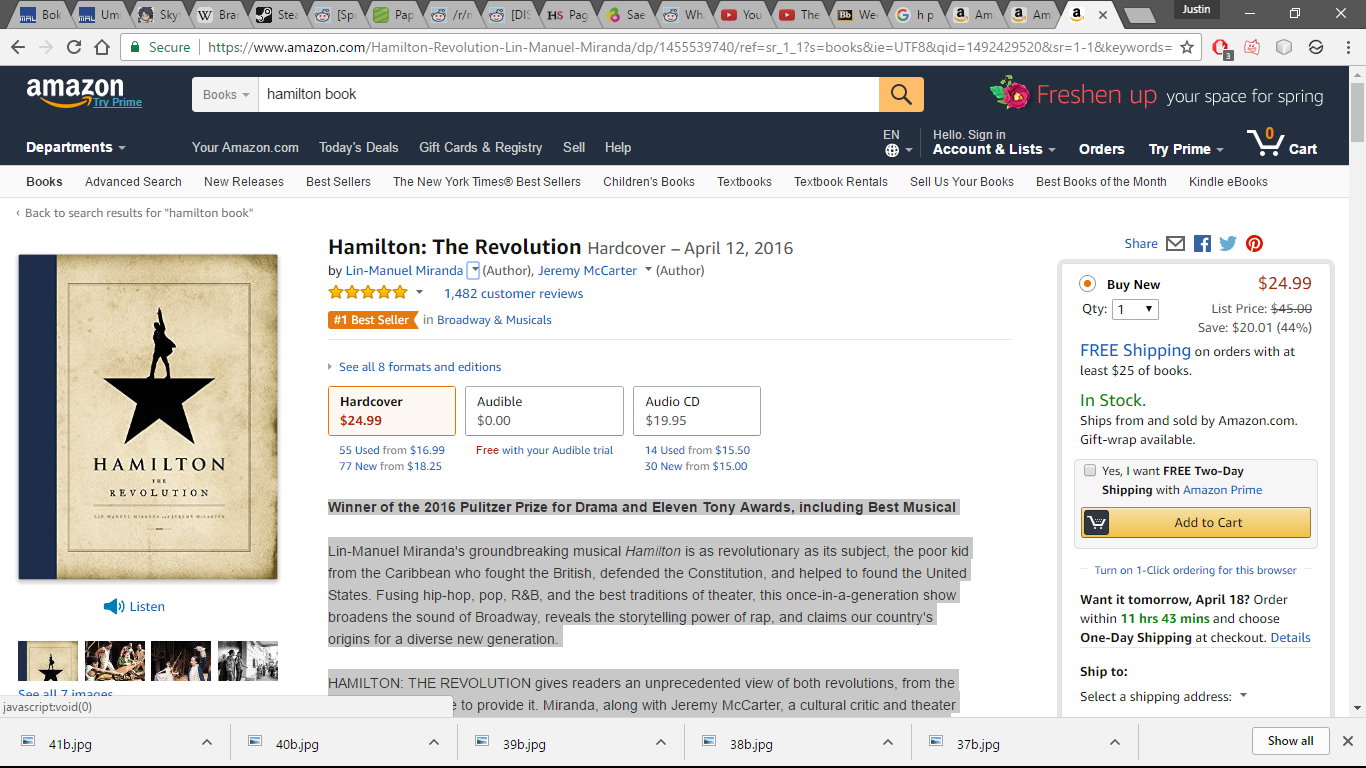 Bok
Um
Sky
Bra
Stea
[Sp
Pap
/r/n
[DIS
HS Pag
Sae
Wh
You
The
Bb Wee
h p
Am
Am
Justin
Secure https://www.amazon.com/Hamilton-Revolution-Lin-Manuel-Miranda/dp/1455539740/ref=sr_1_1?s=books&ie=UTF8&qid=1492429520&sr=1-1&keywords=
3
amazon
Try Prime
Books
hamilton book
Freshen up your space for spring
Departments
Your Amazon.com Today's Deals Gift Cards & Registry Sell Help
EN
Hello. Sign in
Account & Lists
Orders
Try Prime
0
Cart
Books Advanced Search New Releases Best Sellers The New York Times® Best Sellers Children's Books Textbooks Textbook Rentals Sell Us Your Books Best Books of the Month Kindle eBooks
‹ Back to search results for "hamilton book"
HAMILTON
THE
REVOLUTION
LIN-MANUEL MIRANDA AND JEREMY McCARTER
Listen
See all 7 images
Hamilton: The Revolution Hardcover – April 12, 2016
by Lin-Manuel Miranda (Author), Jeremy McCarter (Author)
1,482 customer reviews
#1 Best Seller in Broadway & Musicals
See all 8 formats and editions
Hardcover
$24.99
Audible
$0.00
Audio CD
$19.95
55 Used from $16.99
77 New from $18.25
Free with your Audible trial
14 Used from $15.50
30 New from $15.00
Winner of the 2016 Pulitzer Prize for Drama and Eleven Tony Awards, including Best Musical
Lin-Manuel Miranda's groundbreaking musical Hamilton is as revolutionary as its subject, the poor kid
from the Caribbean who fought the British, defended the Constitution, and helped to found the United
States. Fusing hip-hop, pop, R&B, and the best traditions of theater, this once-in-a-generation show
broadens the sound of Broadway, reveals the storytelling power of rap, and claims our country's
origins for a diverse new generation.
HAMILTON: THE REVOLUTION gives readers an unprecedented view of both revolutions, from the
e to provide it. Miranda, along with Jeremy McCarter, a cultural critic and theater
Share
Buy New
$24.99
Qty: 1
List Price: $45.00
Save: $20.01 (44%)
FREE Shipping on orders with at
least $25 of books.
In Stock.
Ships from and sold by Amazon.com.
Gift-wrap available.
Yes, I want FREE Two-Day
Shipping with Amazon Prime
Add to Cart
Turn on 1-Click ordering for this browser
Want it tomorrow, April 18? Order
within 11 hrs 43 mins and choose
One-Day Shipping at checkout. Details
Ship to:
Select a shipping address:
javascript:void(0)
41b.jpg
40b.jpg
39b.jpg
38b.jpg
37b.jpg
Show all